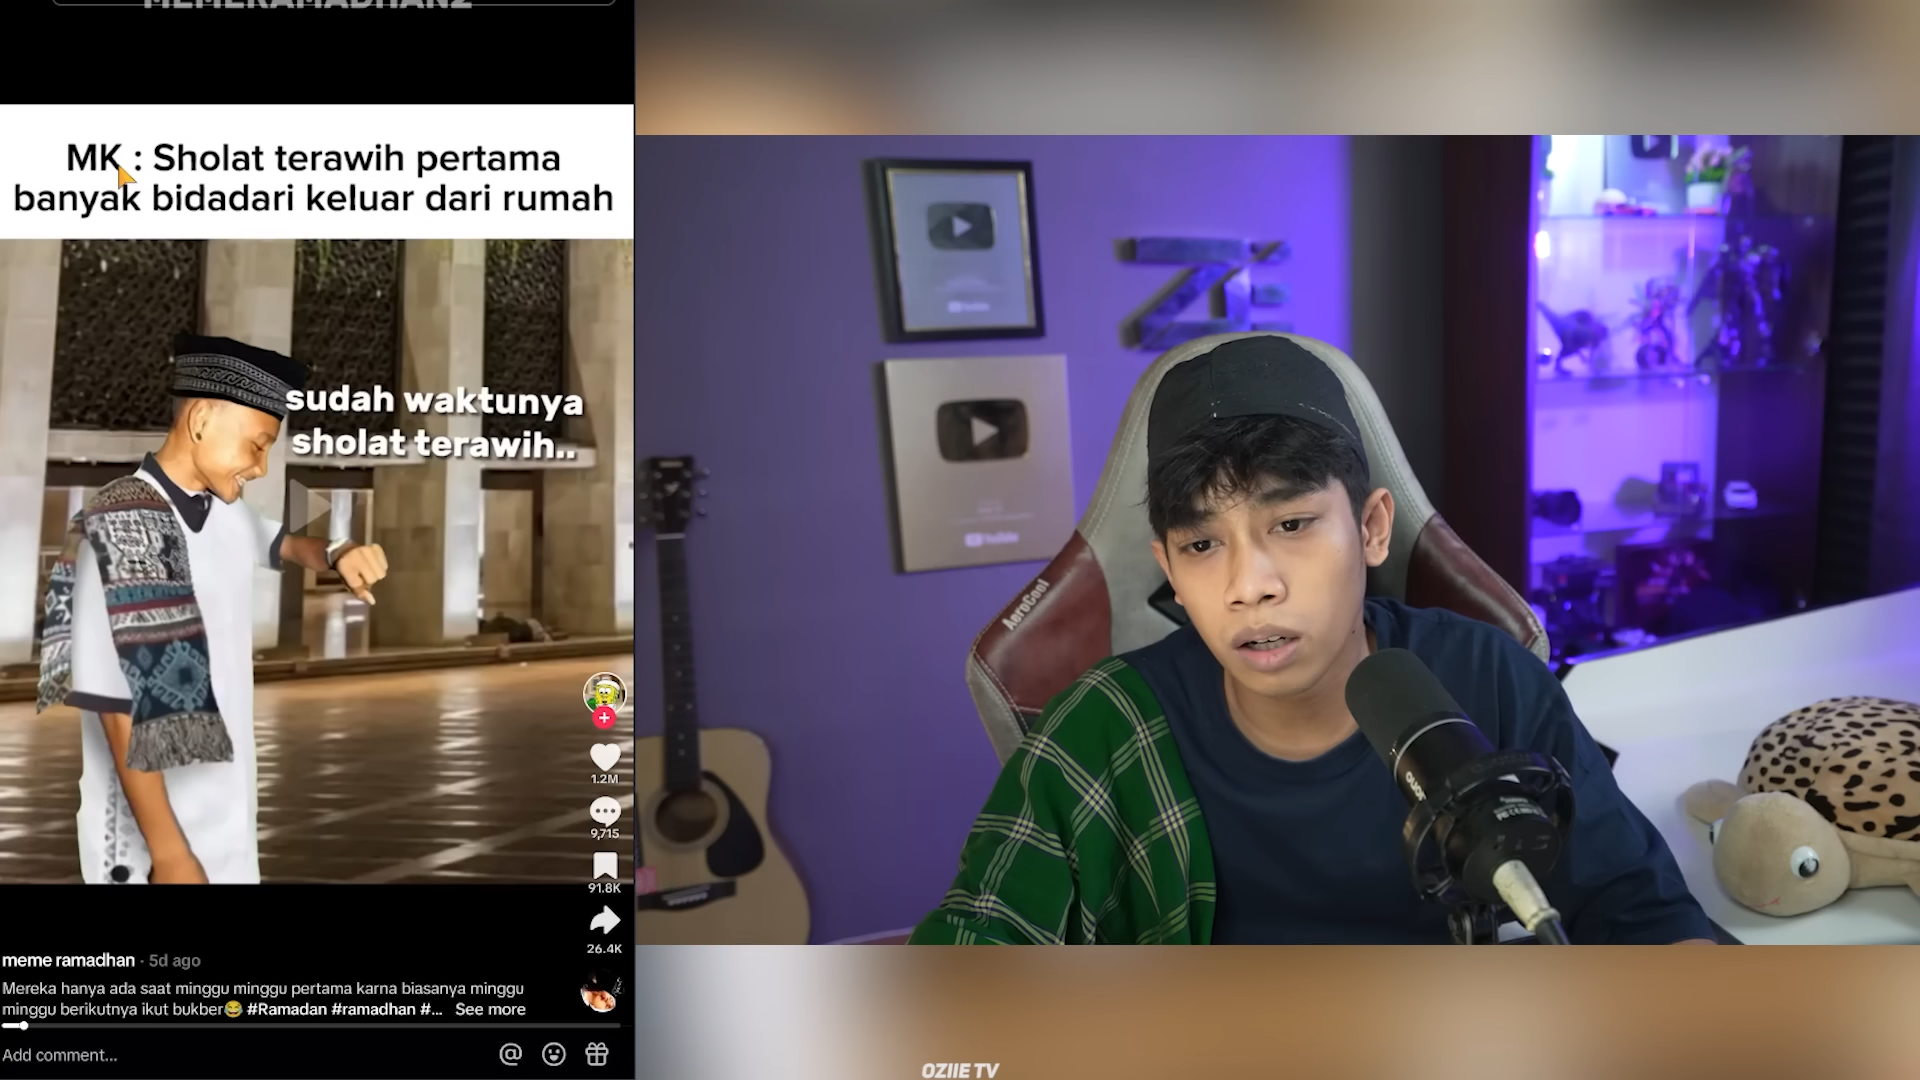 MEMERAMADHAN2
MK : Sholat terawih pertama
banyak bidadari keluar dari rumah
sudah waktunya
sholat terawih..
1.2M
9,715
91.8K
26.4K
meme ramadhan · 5d ago
Mereka hanya ada saat minggu minggu pertama karna biasanya minggu
minggu berikutnya ikut bukber😂 #Ramadan #ramadhan #... See more
Add comment...
AeroCool
YouTube
OZIIE TV